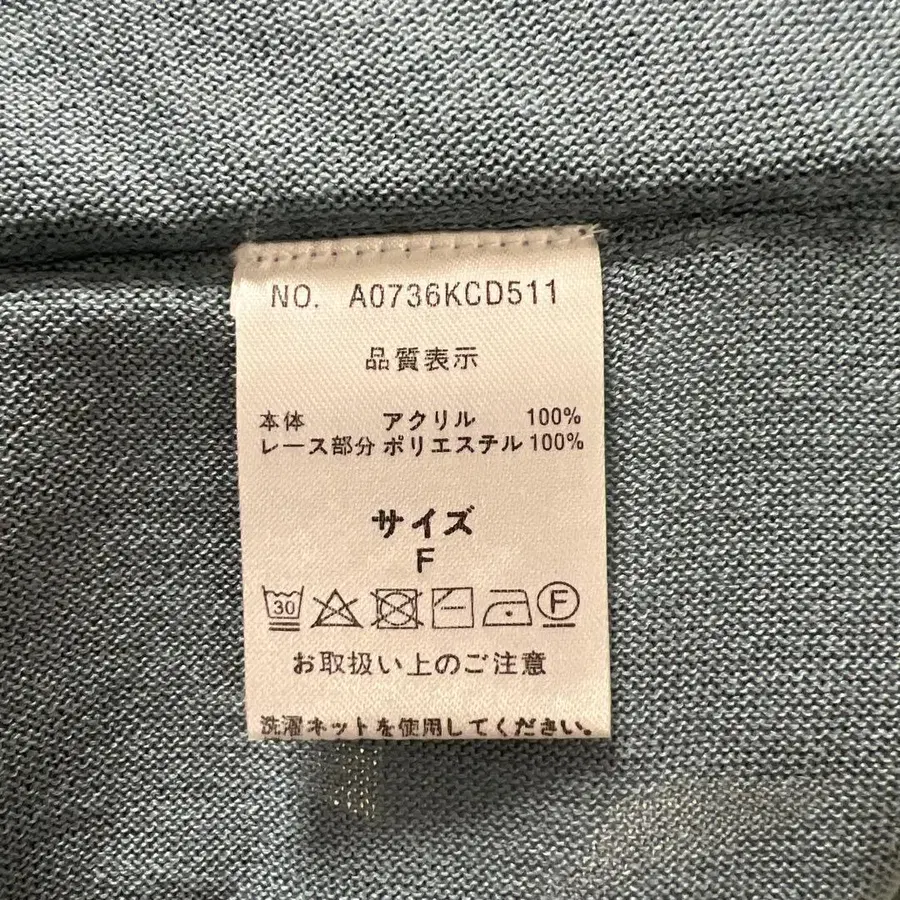 NO. A0736KCD511
品質表示
本体 アクリル 100%
レース部分 ポリエステル 100%
サイズ
F
30 F
お取扱い上のご注意
洗濯ネットを使用してください。